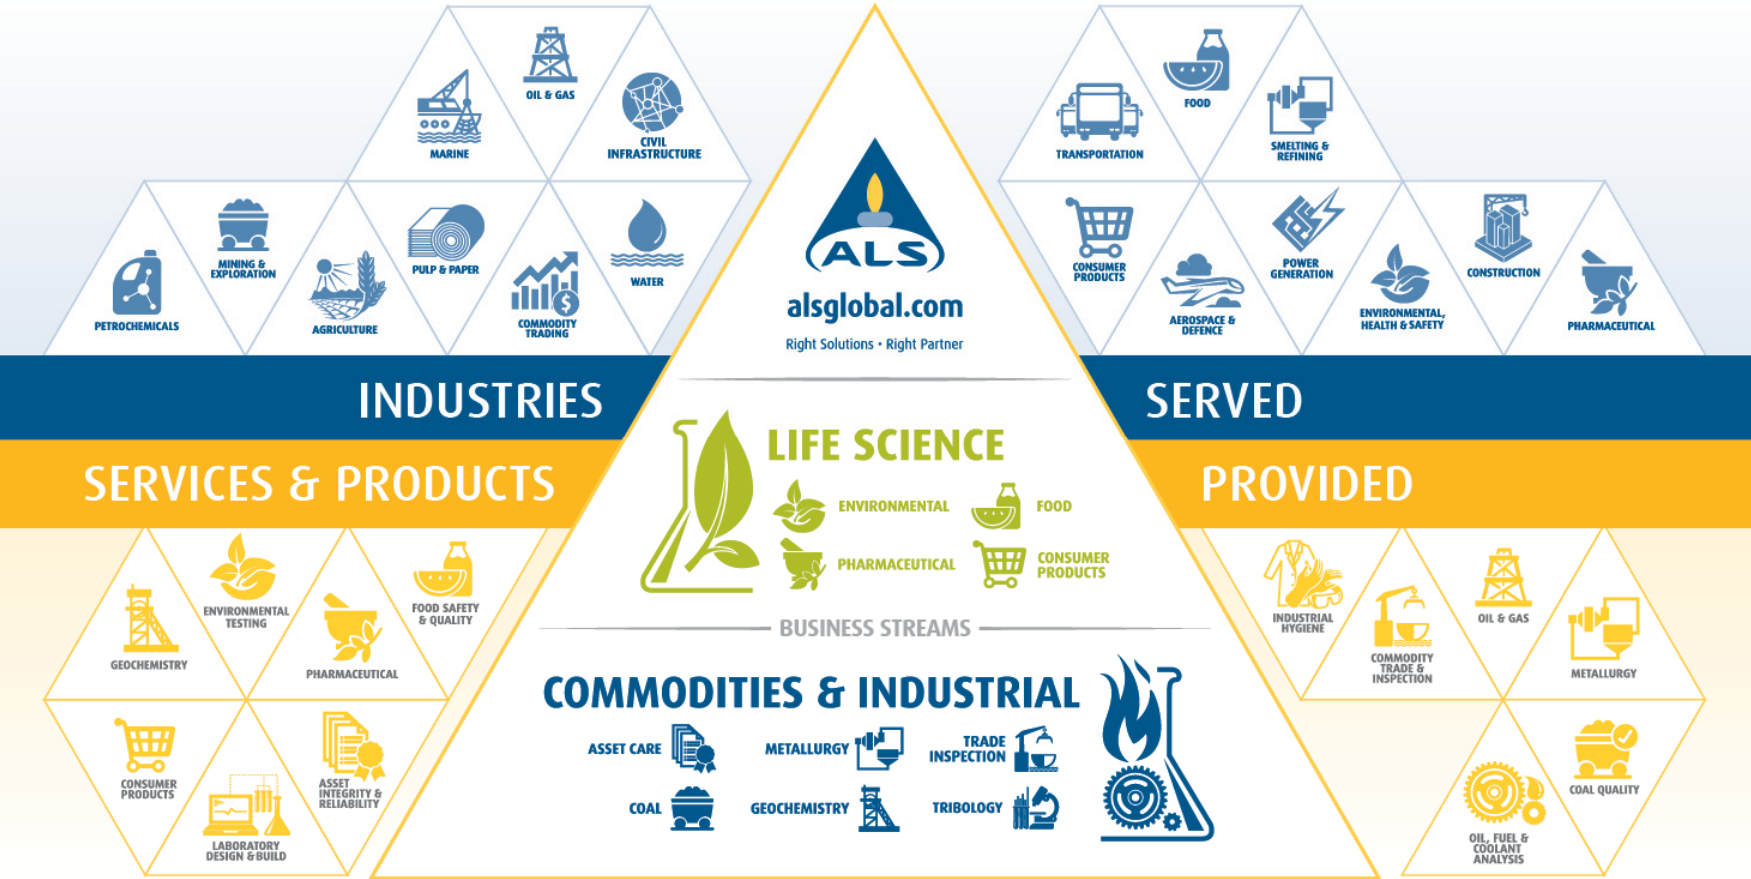 OIL & GAS
MARINE
CIVIL
INFRASTRUCTURE
PETROCHEMICALS
MINING &
EXPLORATION
AGRICULTURE
PULP & PAPER
COMMODITY
TRADING
WATER
ALS
alsglobal.com
Right Solutions • Right Partner
TRANSPORTATION
FOOD
SMELTING &
REFINING
CONSUMER
PRODUCTS
AEROSPACE &
DEFENCE
POWER
GENERATION
ENVIRONMENTAL,
HEALTH & SAFETY
CONSTRUCTION
PHARMACEUTICAL
INDUSTRIES SERVED
SERVICES & PRODUCTS PROVIDED
LIFE SCIENCE
ENVIRONMENTAL
FOOD
PHARMACEUTICAL
CONSUMER
PRODUCTS
BUSINESS STREAMS
COMMODITIES & INDUSTRIAL
ASSET CARE
METALLURGY
TRADE
INSPECTION
COAL
GEOCHEMISTRY
TRIBOLOGY
GEOCHEMISTRY
ENVIRONMENTAL
TESTING
PHARMACEUTICAL
FOOD SAFETY
& QUALITY
CONSUMER
PRODUCTS
LABORATORY
DESIGN & BUILD
ASSET
INTEGRITY &
RELIABILITY
INDUSTRIAL
HYGIENE
COMMODITY
TRADE &
INSPECTION
OIL & GAS
METALLURGY
OIL, FUEL &
COOLANT
ANALYSIS
COAL QUALITY